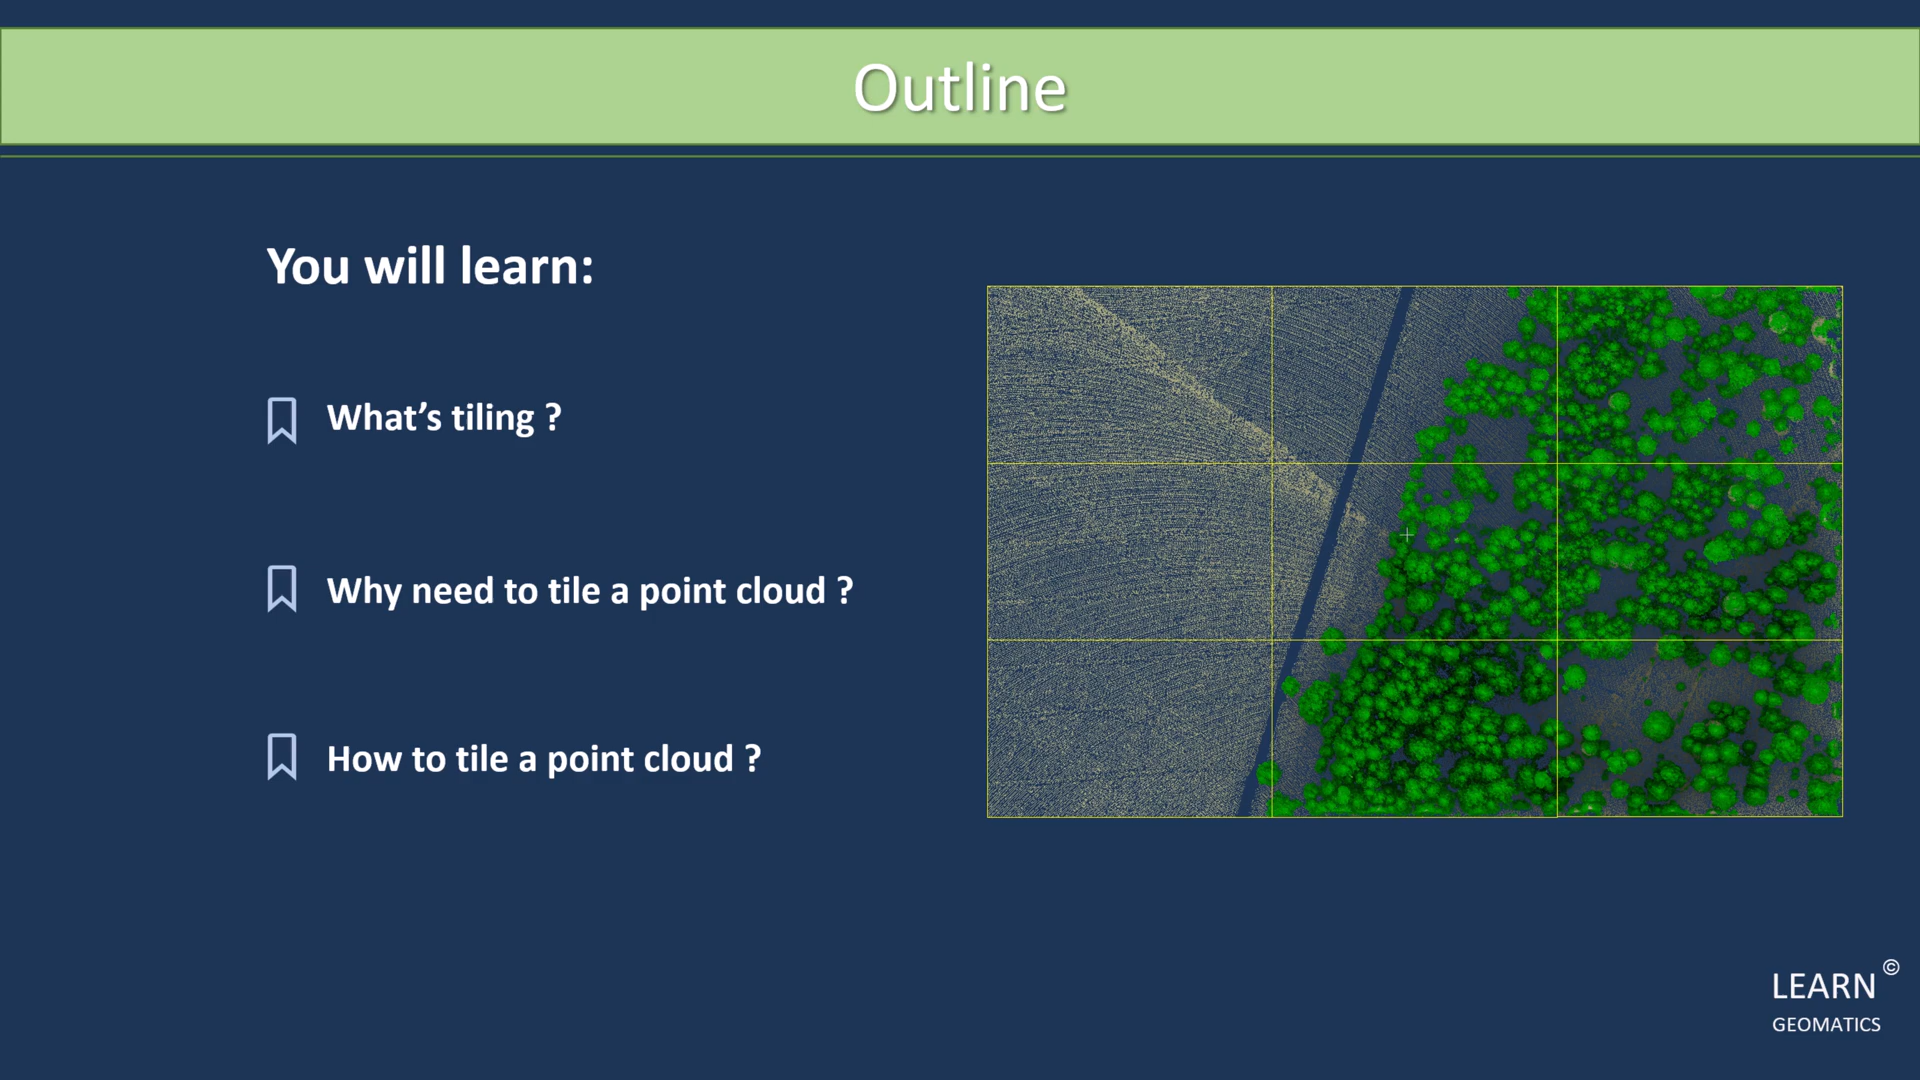 Outline
You will learn:
What’s tiling ?
Why need to tile a point cloud ?
How to tile a point cloud ?
LEARN ©
GEOMATICS